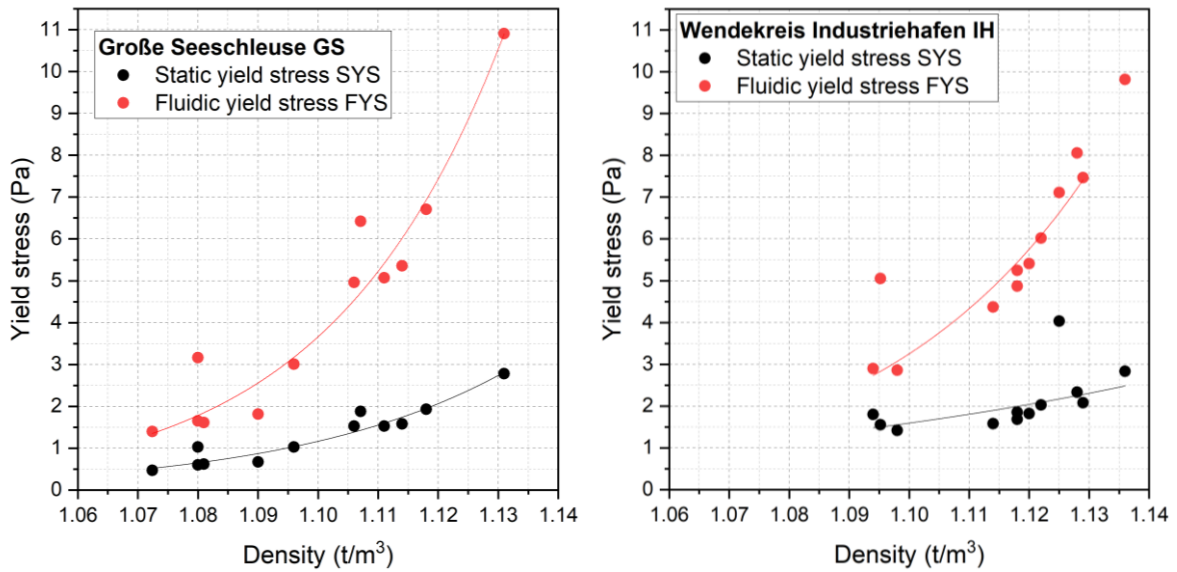 Große Seeschleuse GS
Static yield stress SYS
Fluidic yield stress FYS
Yield stress (Pa)
11
10
9
8
7
6
5
4
3
2
1
0
1.06 1.07 1.08 1.09 1.10 1.11 1.12 1.13 1.14
Density (t/m³)
Wendekreis Industriehafen IH
Static yield stress SYS
Fluidic yield stress FYS
Yield stress (Pa)
11
10
9
8
7
6
5
4
3
2
1
0
1.06 1.07 1.08 1.09 1.10 1.11 1.12 1.13 1.14
Density (t/m³)